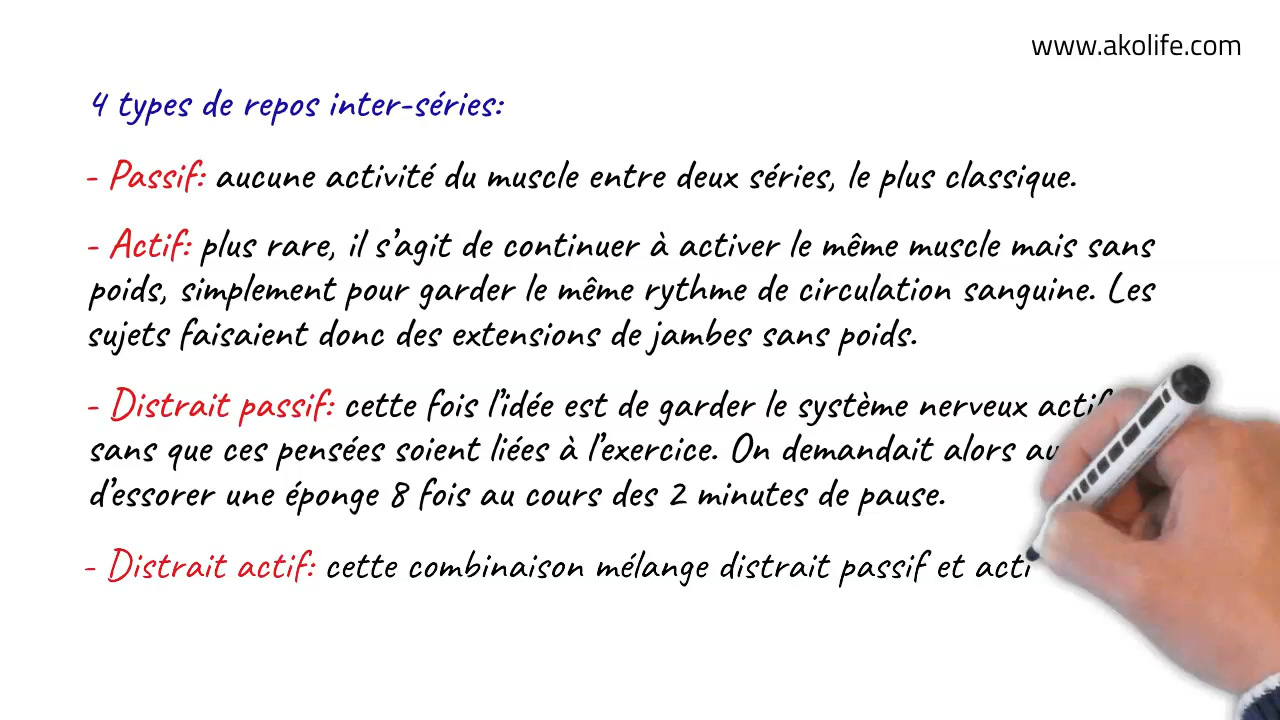 www.akolife.com
4 types de repos inter-séries:
- Passif: aucune activité du muscle entre deux séries, le plus classique.
- Actif: plus rare, il s'agit de continuer à activer le même muscle mais sans
poids, simplement pour garder le même rythme de circulation sanguine. Les
sujets faisaient donc des extensions de jambes sans poids.
- Distrait passif: cette fois l'idée est de garder le système nerveux actif
sans que ces pensées soient liées à l'exercice. On demandait alors
d'essorer une éponge 8 fois au cours des 2 minutes de pause.
- Distrait actif: cette combinaison mélange distrait passif et acti